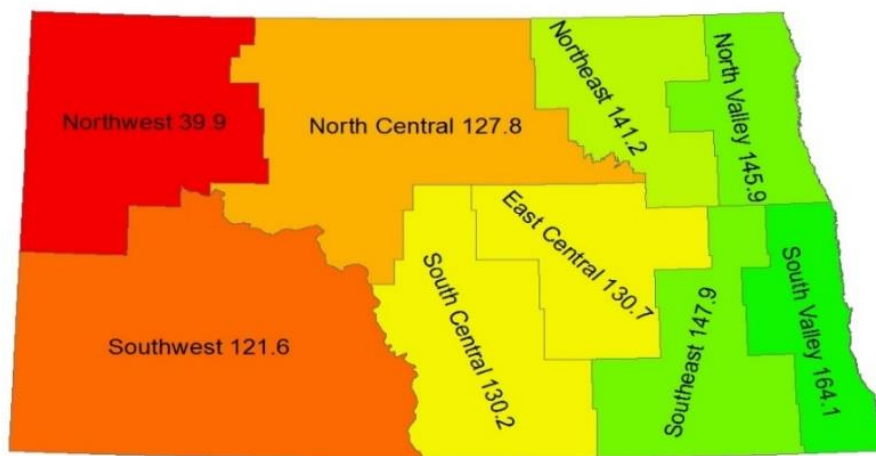 Northwest 39.9
North Central 127.8
Northeast 141.2
North Valley 145.9
Southwest 121.6
South Central 130.2
East Central 130.7
Southeast 147.9
South Valley 164.1